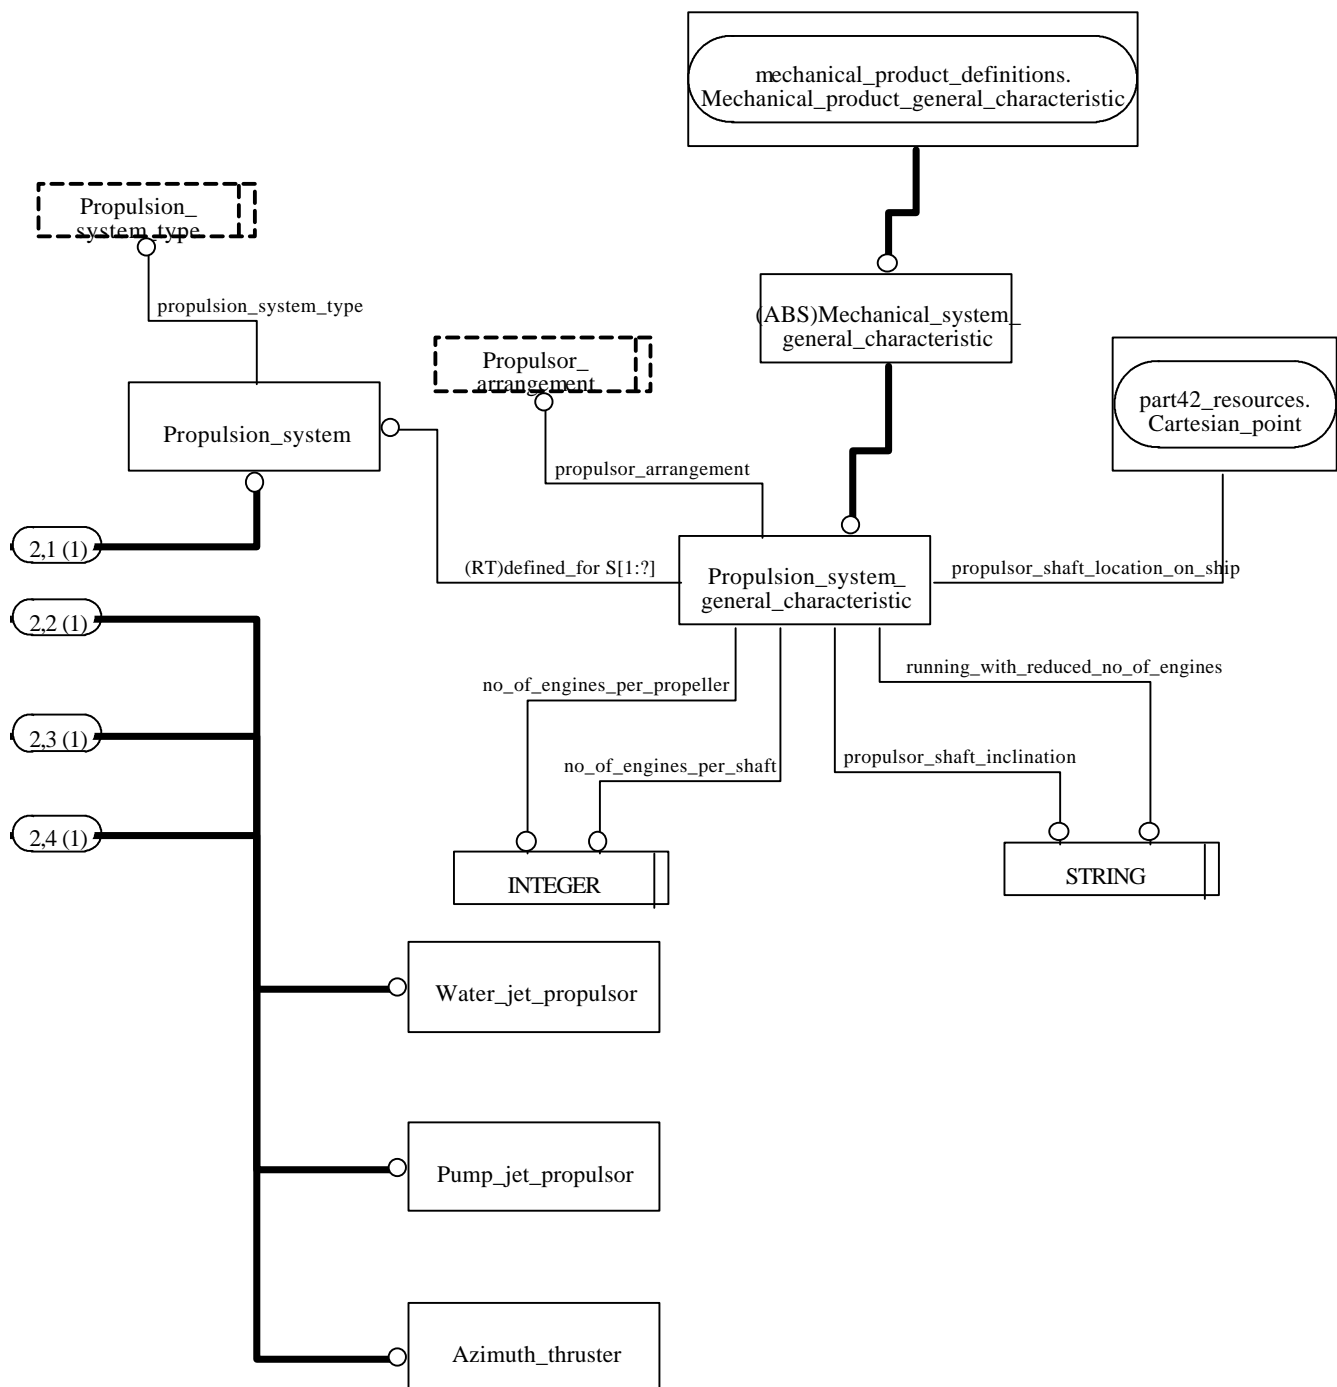 mechanical_product_definitions.
Mechanical_product_general_characteristic
Propulsion_
system_type
propulsion_system_type
(ABS)Mechanical_system_
general_characteristic
Propulsor_
arrangement
part42_resources.
Cartesian_point
Propulsion_system
propulsor_arrangement
2,1 (1)
(RT)defined_for S[1:?]
Propulsion_system_
general_characteristic
propulsor_shaft_location_on_ship
2,2 (1)
running_with_reduced_no_of_engines
no_of_engines_per_propeller
2,3 (1)
propulsor_shaft_inclination
no_of_engines_per_shaft
2,4 (1)
INTEGER
STRING
Water_jet_propulsor
Pump_jet_propulsor
Azimuth_thruster